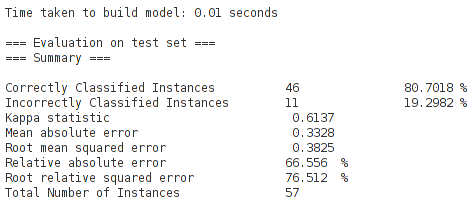 Time taken to build model: 0.01 seconds
=== Evaluation on test set ===
=== Summary ===
Correctly Classified Instances 46 80.7018 %
Incorrectly Classified Instances 11 19.2982 %
Kappa statistic 0.6137
Mean absolute error 0.3328
Root mean squared error 0.3825
Relative absolute error 66.556 %
Root relative squared error 76.512 %
Total Number of Instances 57